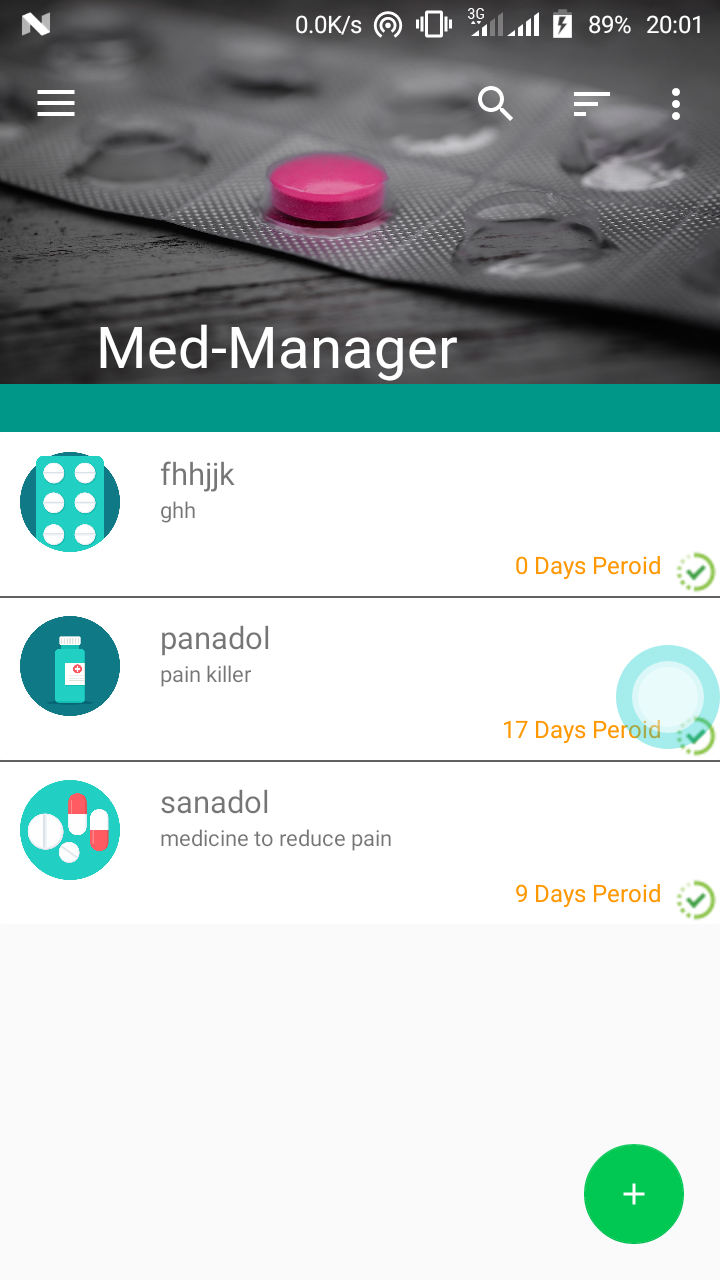 0.0K/s 3G 89% 20:01
Med-Manager
fhhjjk
ghh
0 Days Peroid
panadol
pain killer
17 Days Peroid
sanadol
medicine to reduce pain
9 Days Peroid